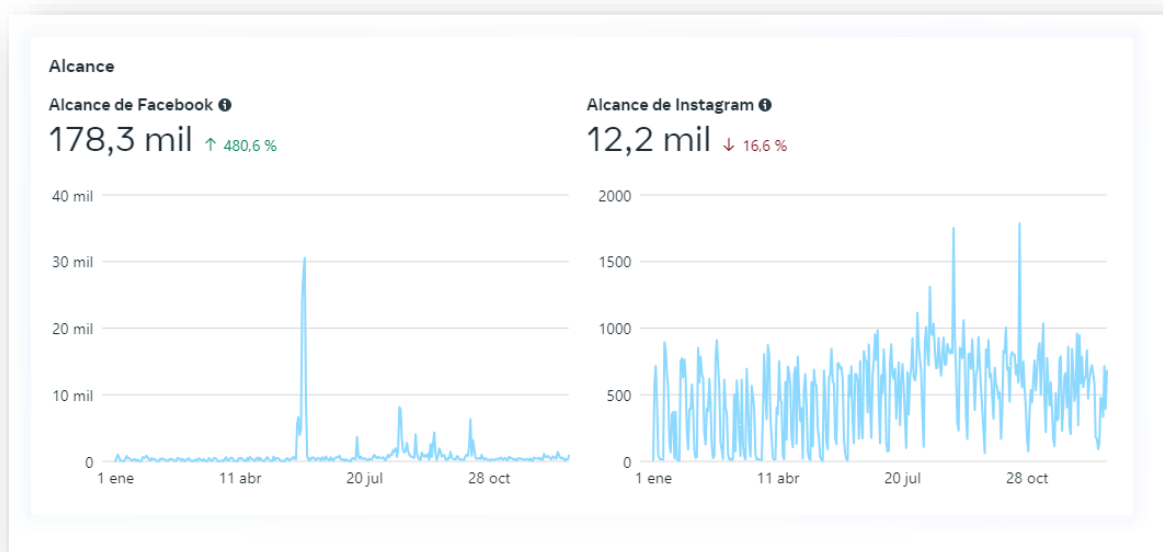 Alcance
Alcance de Facebook
178,3 mil ↑ 480,6 %
40 mil
30 mil
20 mil
10 mil
0
1 ene 11 abr 20 jul 28 oct
Alcance de Instagram
12,2 mil ↓ 16,6 %
2000
1500
1000
500
0
1 ene 11 abr 20 jul 28 oct